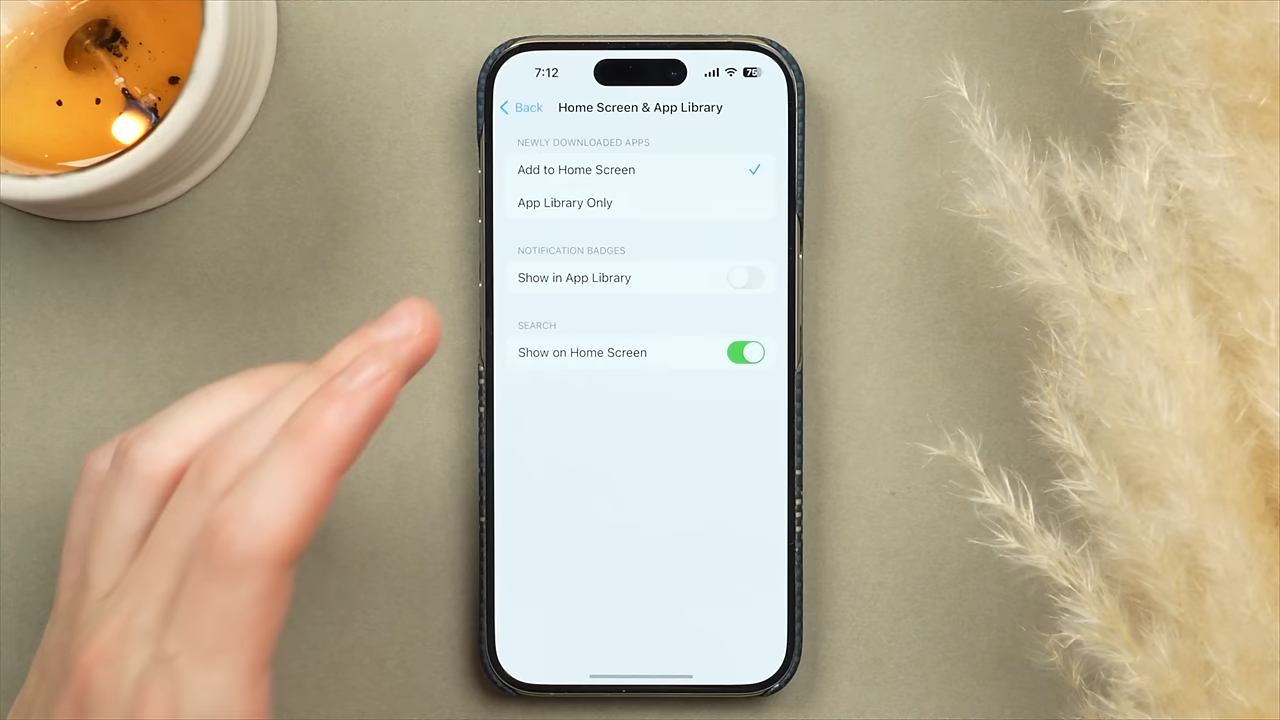 7:12
75
Back
Home Screen & App Library
NEWLY DOWNLOADED APPS
Add to Home Screen
App Library Only
NOTIFICATION BADGES
Show in App Library
SEARCH
Show on Home Screen